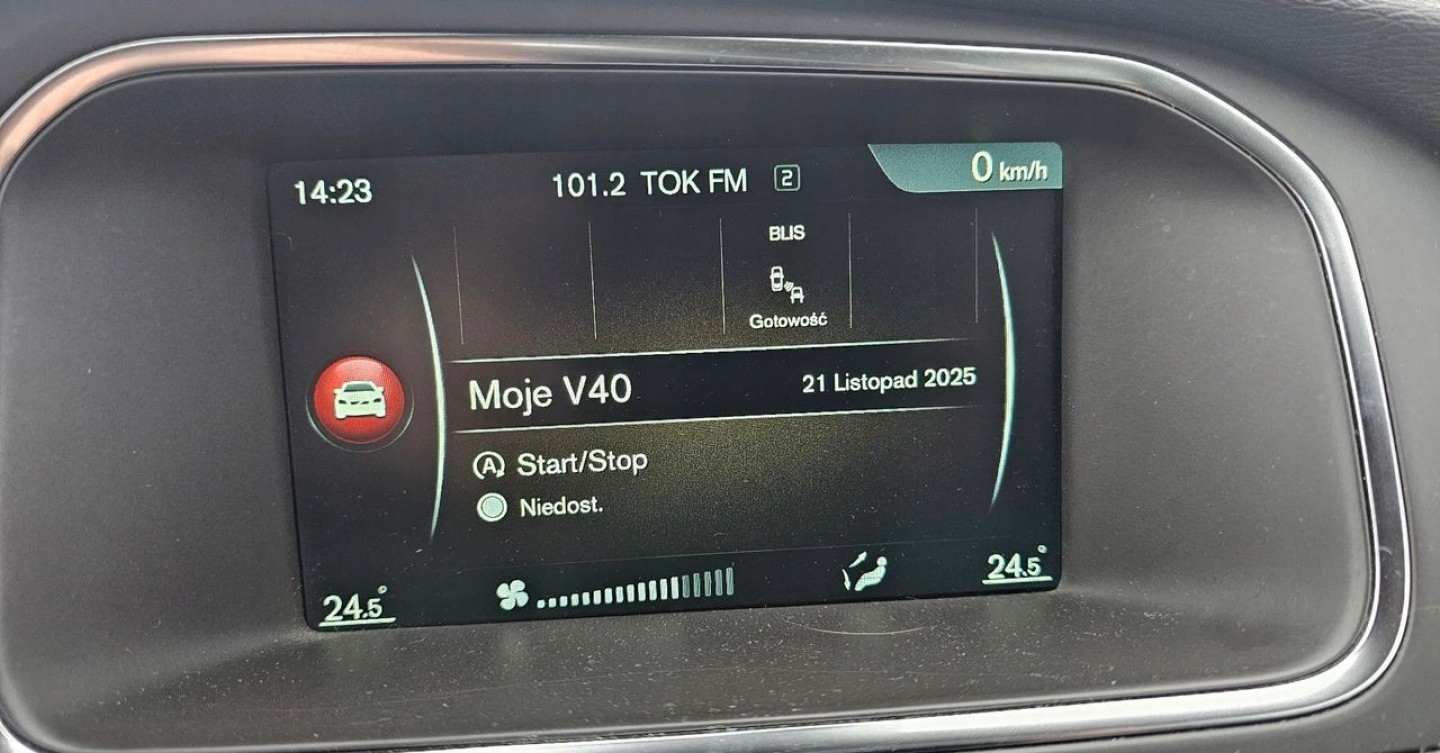 14:23
101.2 TOK FM 2
0 km/h
BLIS
Gotowość
Moje V40
21 Listopad 2025
A Start/Stop
Niedost.
24.5°
24.5°